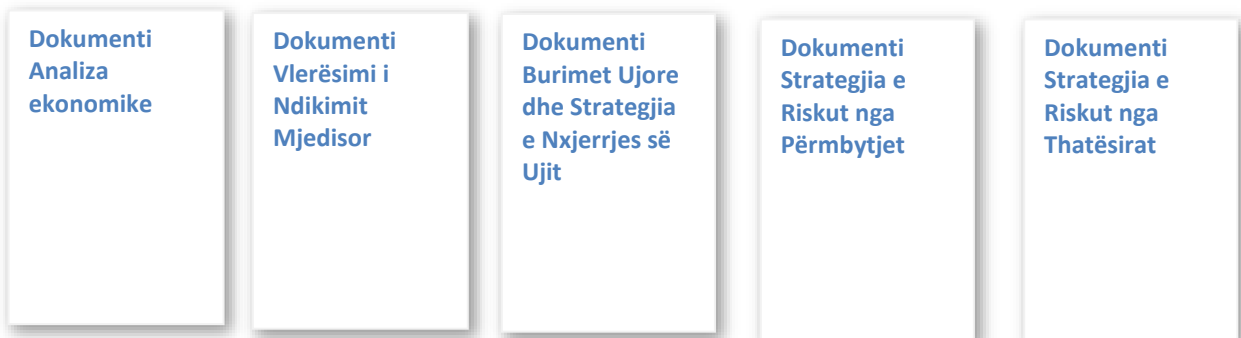 Dokumenti
Analiza
ekonomike
Dokumenti
Vlerësimi i
Ndikimit
Mjedisor
Dokumenti
Burimet Ujore
dhe Strategjia
e Nxjerrjes së
Ujit
Dokumenti
Strategjia e
Riskut nga
Përmbytjet
Dokumenti
Strategjia e
Riskut nga
Thatësirat